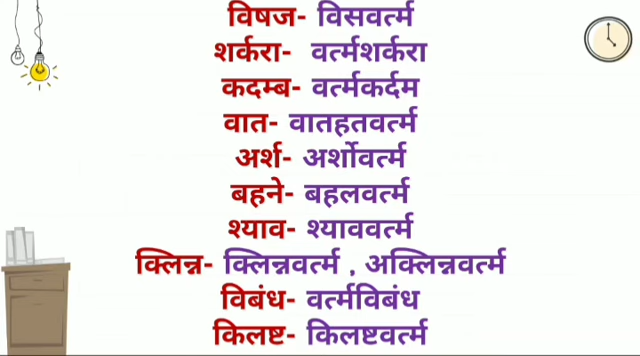 विषज- विसवर्त्म
शर्करा- वर्त्मशर्करा
कदम्ब- वर्त्मकर्दम
वात- वातहतवर्त्म
अर्श- अर्शोवर्त्म
बहने- बहलवर्त्म
श्याव- श्याववर्त्म
क्लिन्न- क्लिन्नवर्त्म , अक्लिन्नवर्त्म
विबंध- वर्त्मविबंध
किलष्ट- किलष्टवर्त्म